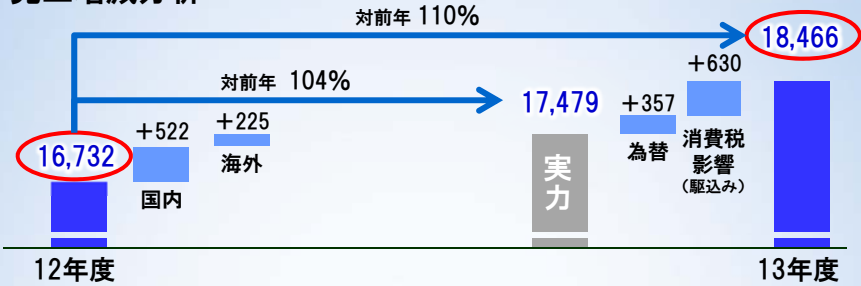 対前年 110%
18,466
+630
対前年 104%
17,479
+357
+225
+522
16,732
消費税
影響
(駆込み)
為替
海外
国内
実力
12年度
13年度